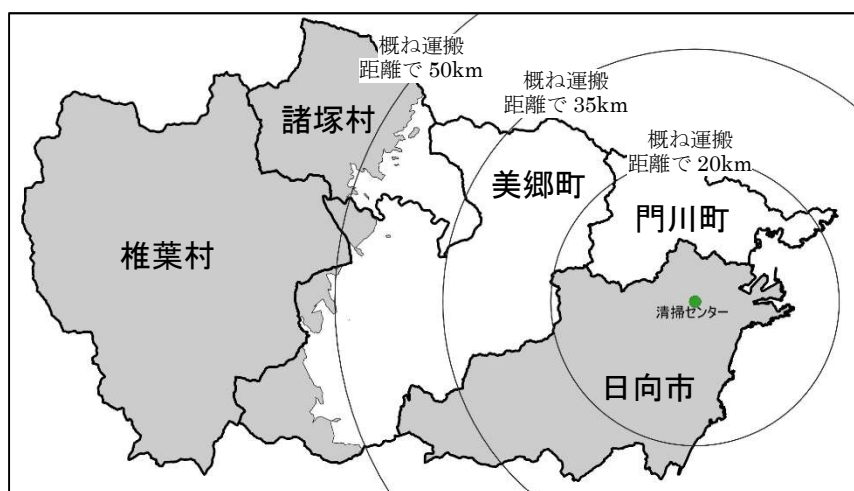 概ね運搬
距離で 50km
概ね運搬
距離で 35km
概ね運搬
距離で 20km
諸塚村
美郷町
門川町
椎葉村
清掃センター
日向市